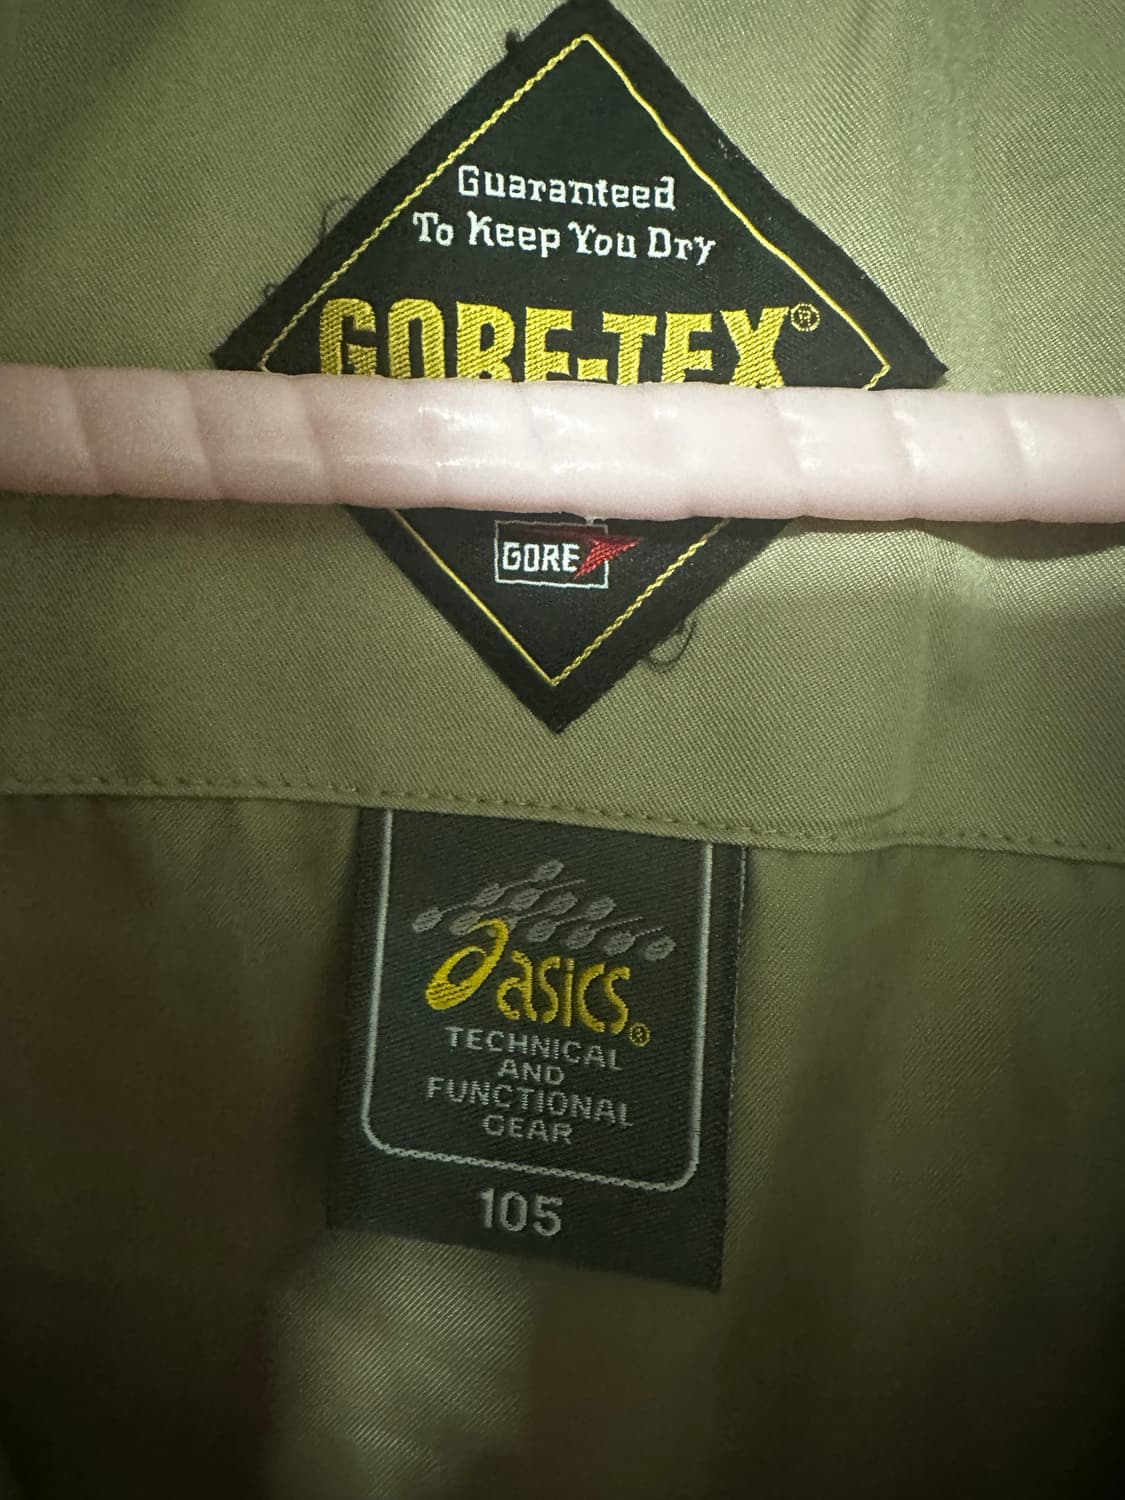 Guaranteed
To Keep You Dry
GORE-TEX®
GORE
asics®
TECHNICAL
AND
FUNCTIONAL
GEAR
105